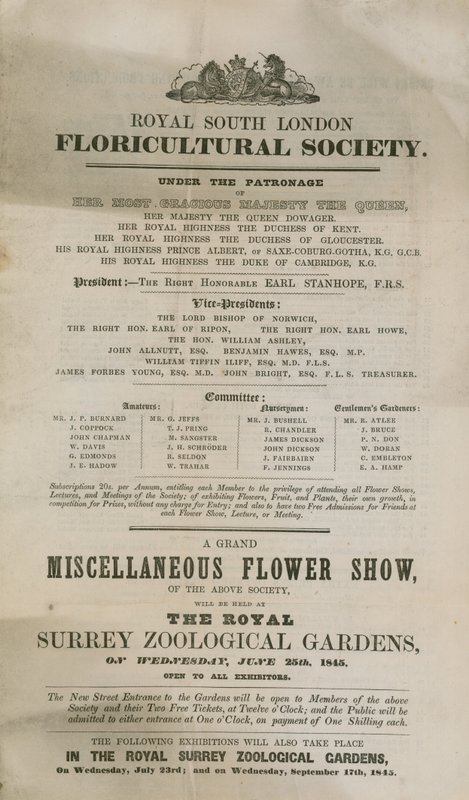 ROYAL SOUTH LONDON
FLORICULTURAL SOCIETY.
UNDER THE PATRONAGE
OF
HER MOST GRACIOUS MAJESTY THE QUEEN,
HER MAJESTY THE QUEEN DOWAGER.
HER ROYAL HIGHNESS THE DUCHESS OF KENT.
HER ROYAL HIGHNESS THE DUCHESS OF GLOUCESTER.
HIS ROYAL HIGHNESS PRINCE ALBERT, OF SAXE-COBURG-GOTHA, K.G, G.C.B.
HIS ROYAL HIGHNESS THE DUKE OF CAMBRIDGE, K.G.
President:—THE RIGHT HONORABLE EARL STANHOPE, F.R.S.
Vice-Presidents:
THE LORD BISHOP OF NORWICH,
THE RIGHT HON. EARL OF RIPON, THE RIGHT HON. EARL HOWE,
THE HON. WILLIAM ASHLEY,
JOHN ALLNUTT, ESQ. BENJAMIN HAWES, ESQ. M.P.
WILLIAM TIFFIN ILIFF, ESQ. M.D. F.L.S.
JAMES FORBES YOUNG, ESQ. M.D. JOHN BRIGHT, ESQ. F.L.S. TREASURER.
Committee:
Amateurs:
MR. J. P. BURNARD
J. COPPOCK
JOHN CHAPMAN
W. DAVIS
G. EDMONDS
J. E. HADOW
MR. G. JEFFS
T. J. PRING
M. SANGSTER
J. H. SCHRÖDER
R. SELDON
W. TRAHAR
Nurserymen:
MR. J. BUSHELL
R. CHANDLER
JAMES DICKSON
JOHN DICKSON
J. FAIRBAIRN
F. JENNINGS
Gentlemen's Gardeners:
MR. R. ATLEE
J. BRUCE
P. N. DON
W. DORAN
C. EMBLETON
E. A. HAMP
Subscriptions 20s. per Annum, entitling each Member to the privilege of attending all Flower Shows,
Lectures, and Meetings of the Society; of exhibiting Flowers, Fruit, and Plants, their own growth, in
competition for Prizes, without any charge for Entry; and also to have two Free Admissions for Friends at
each Flower Show, Lecture, or Meeting.
A GRAND
MISCELLANEOUS FLOWER SHOW,
OF THE ABOVE SOCIETY,
WILL BE HELD AT
THE ROYAL
SURREY ZOOLOGICAL GARDENS,
ON WEDNESDAY, JUNE 25th, 1845.
OPEN TO ALL EXHIBITORS.
The New Street Entrance to the Gardens will be open to Members of the above
Society and their Two Free Tickets, at Twelve o'Clock; and the Public will be
admitted to either entrance at One o'Clock, on payment of One Shilling each.
THE FOLLOWING EXHIBITIONS WILL ALSO TAKE PLACE
IN THE ROYAL SURREY ZOOLOGICAL GARDENS,
On Wednesday, July 23rd; and on Wednesday, September 17th, 1845.